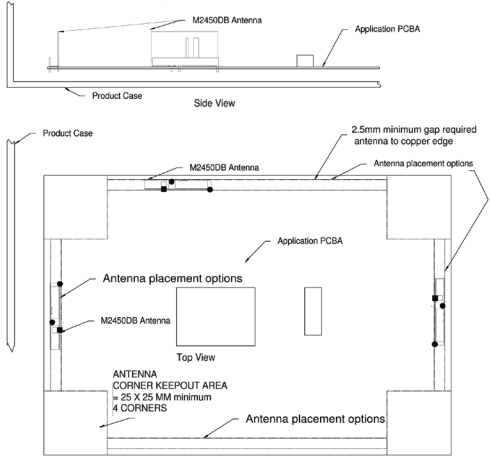 M2450DB Antenna
Application PCBA
Product Case
Side View
Product Case
2.5mm minimum gap required
antenna to copper edge
M2450DB Antenna
Antenna placement options
Application PCBA
Antenna placement options
M2450DB Antenna
Top View
ANTENNA
CORNER KEEPOUT AREA
= 25 X 25 MM minimum
4 CORNERS
Antenna placement options